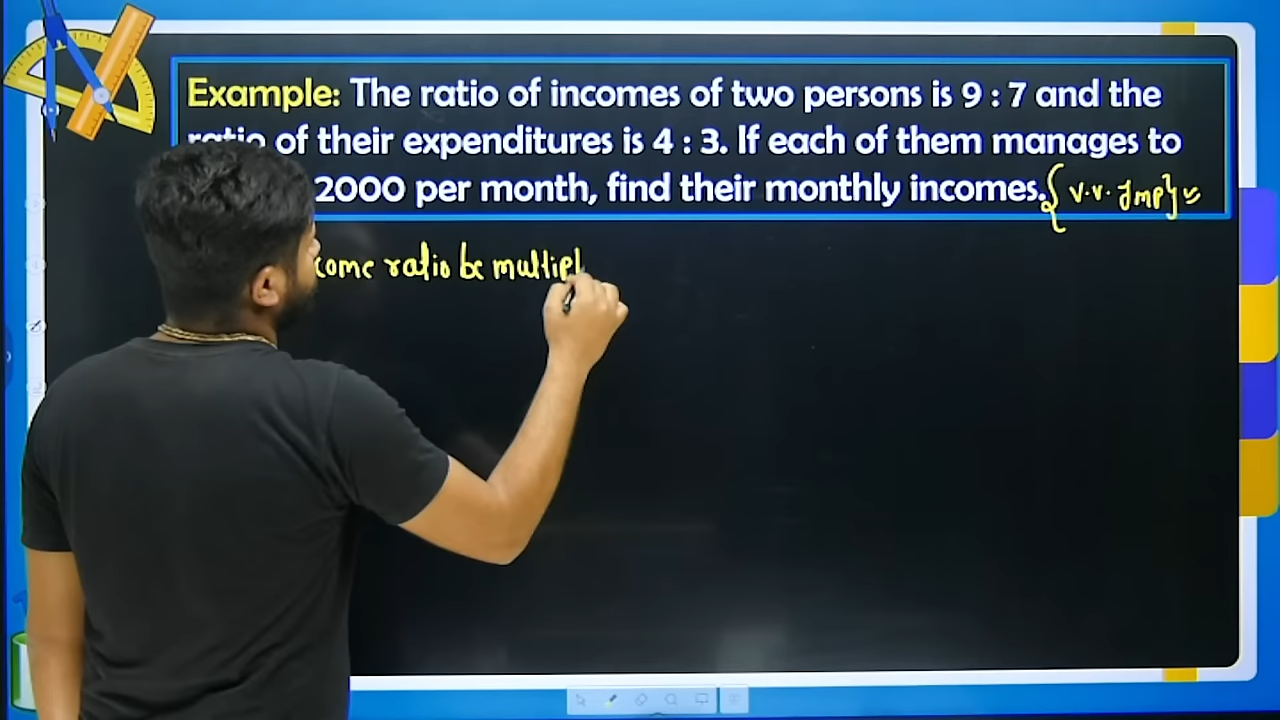 Example: The ratio of incomes of two persons is 9 : 7 and the
ratio of their expenditures is 4 : 3. If each of them manages to
2000 per month, find their monthly incomes. {v.v. Imp}
come ratio be multipl